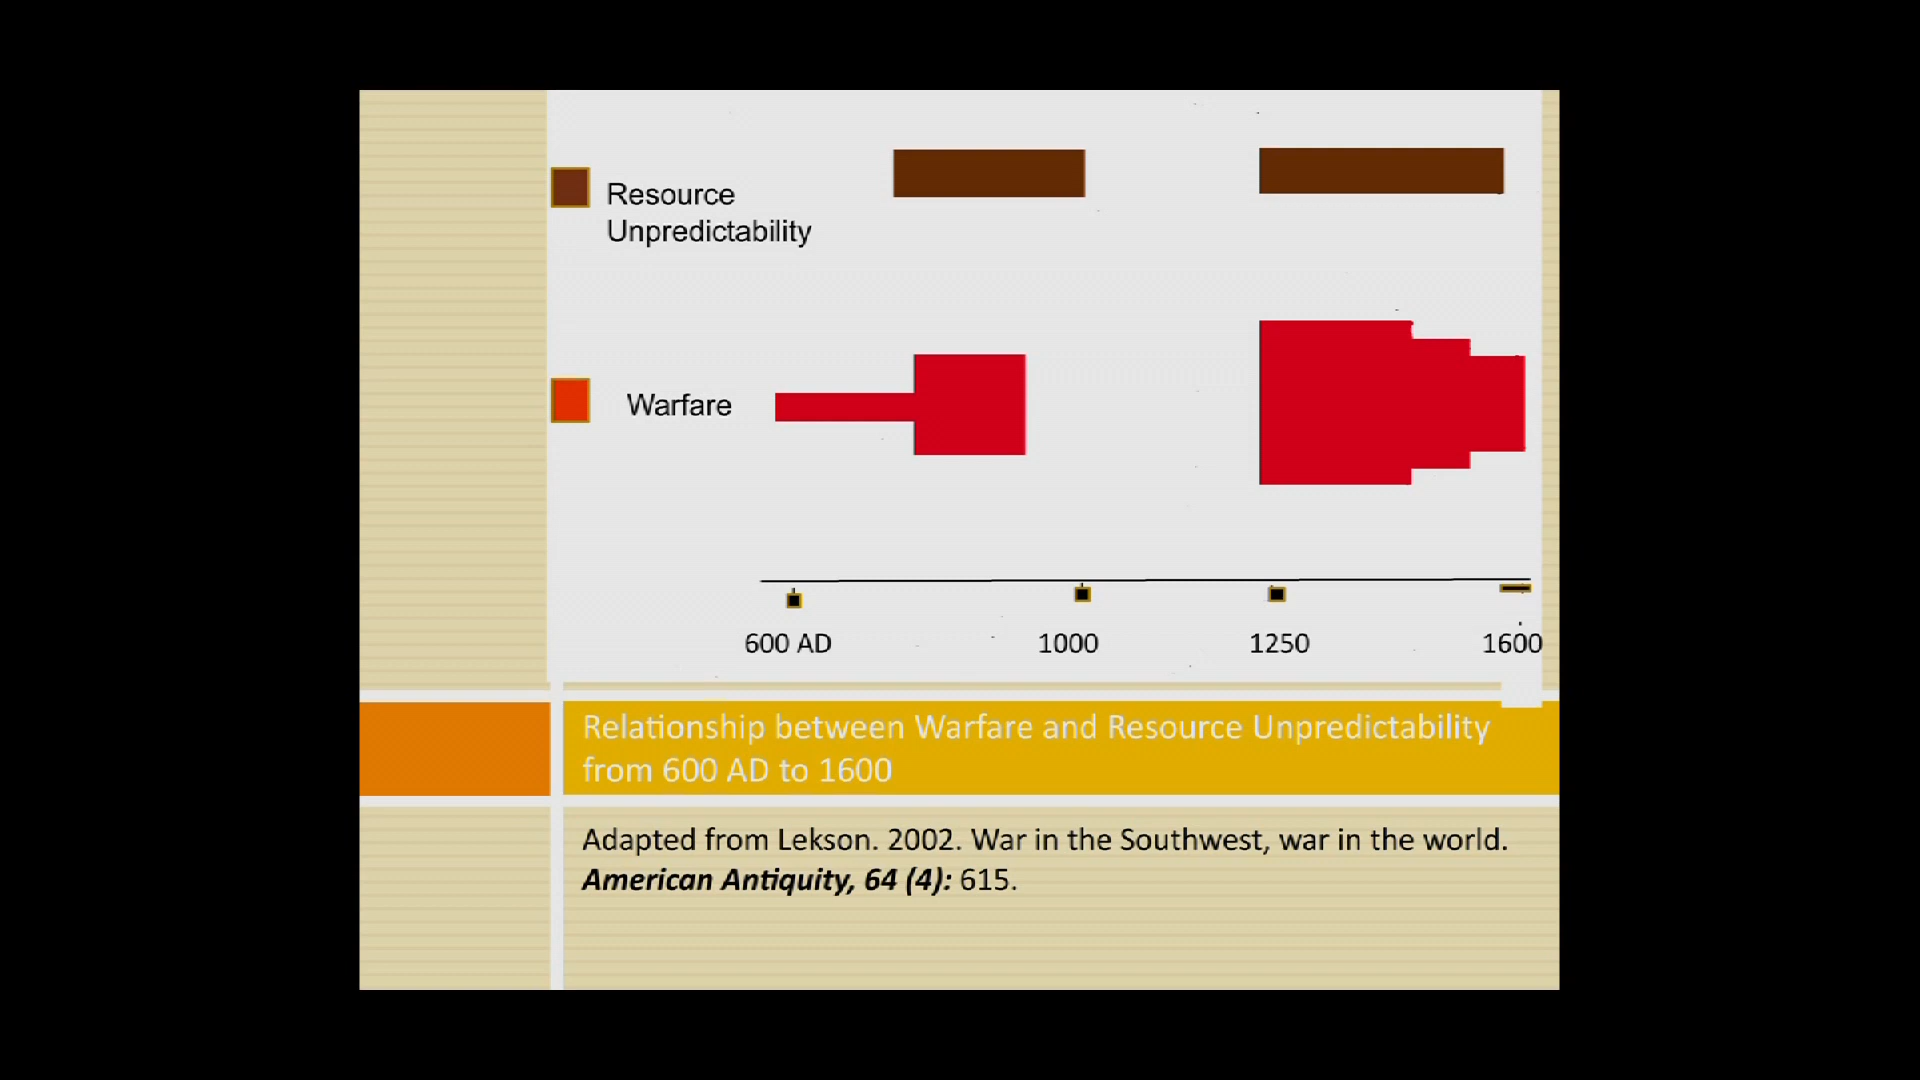 Resource
Unpredictability
Warfare
600 AD 1000 1250 1600
Relationship between Warfare and Resource Unpredictability
from 600 AD to 1600
Adapted from Lekson. 2002. War in the Southwest, war in the world.
American Antiquity, 64 (4): 615.